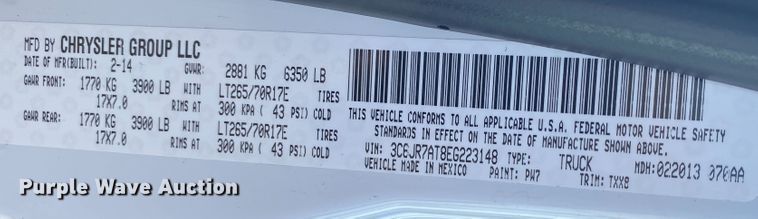 MFD BY CHRYSLER GROUP LLC
DATE OF MFR(BUILT): 2-14 GVWR: 2881 KG 6350 LB
GAWR FRONT: 1770 KG 3900 LB WITH LT265/70R17E TIRES
17X7.0 RIMS AT 300 KPA ( 43 PSI) COLD
GAWR REAR: 1770 KG 3900 LB WITH LT265/70R17E TIRES
17X7.0 RIMS AT 300 KPA ( 43 PSI) COLD
THIS VEHICLE CONFORMS TO ALL APPLICABLE U.S.A. FEDERAL MOTOR VEHICLE SAFETY
STANDARDS IN EFFECT ON THE DATE OF MANUFACTURE SHOWN ABOVE.
VIN: 3C6JR7AT8EG223148 TYPE: TRUCK MDH:022013 070AA
VEHICLE MADE IN MEXICO PAINT: PW7 TRIM: TXX8
Purple Wave Auction